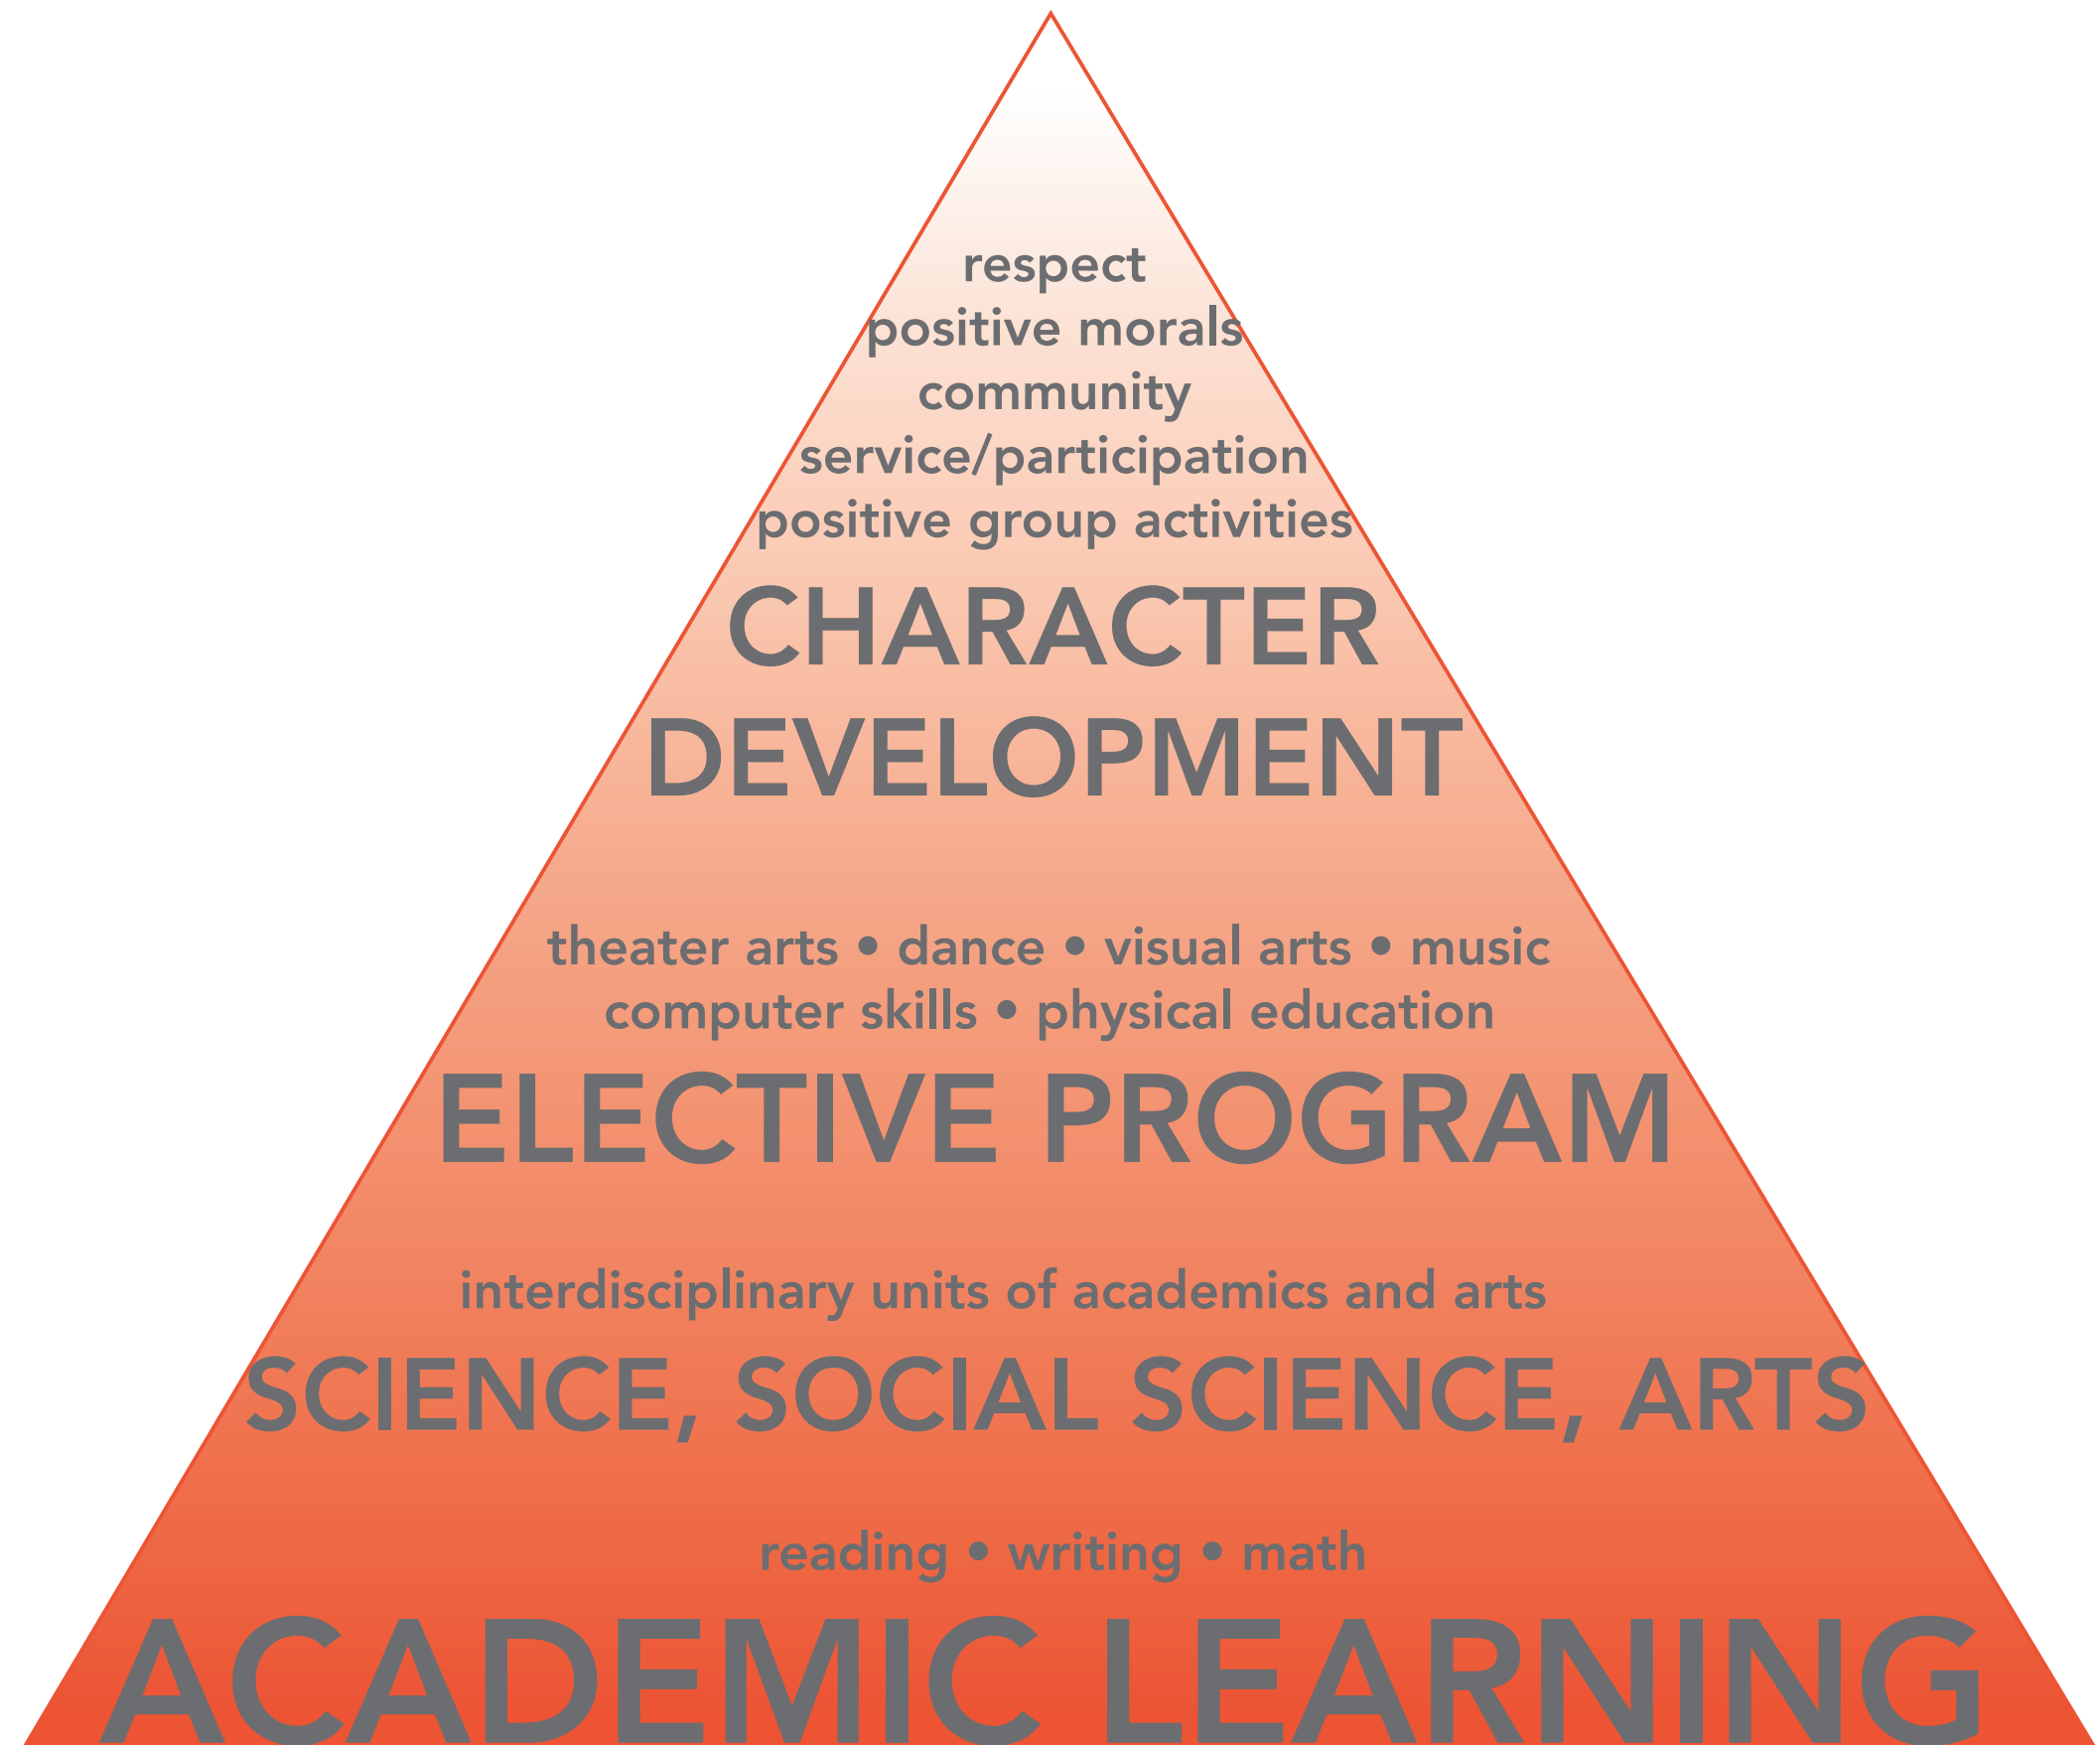 respect
positive morals
community
service/participation
positive group activities
CHARACTER
DEVELOPMENT
theater arts • dance • visual arts • music
computer skills • physical education
ELECTIVE PROGRAM
interdisciplinary units of academics and arts
SCIENCE, SOCIAL SCIENCE, ARTS
reading • writing • math
ACADEMIC LEARNING